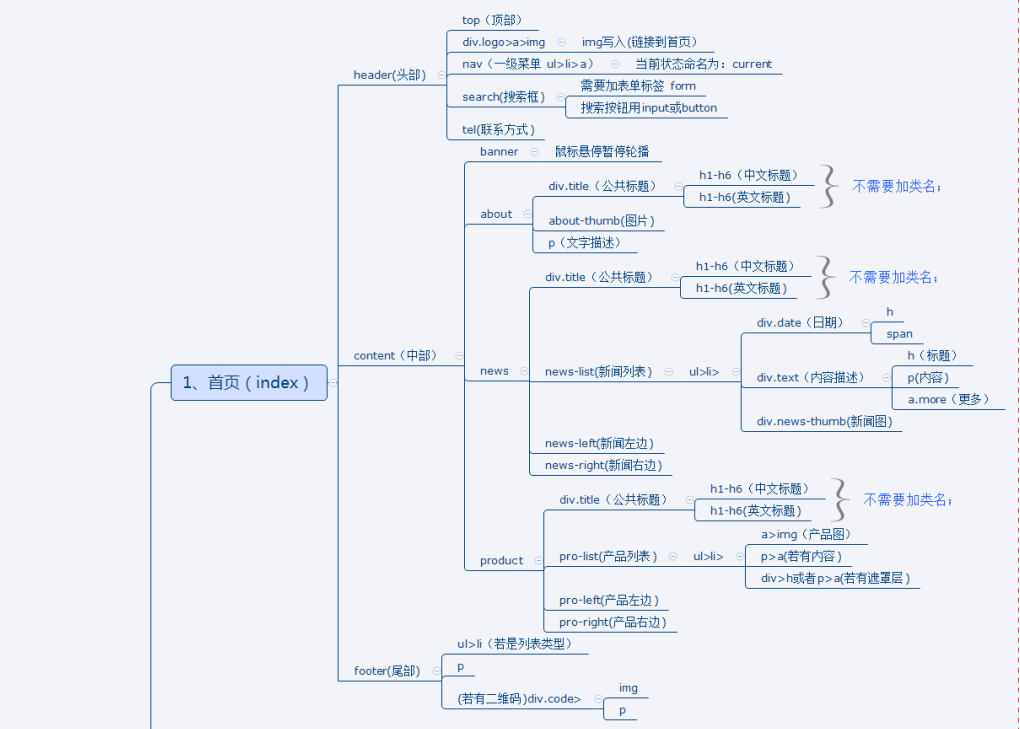 1、首页（index）
header(头部)
top（顶部）
div.logo>a>img
img写入(链接到首页）
nav（一级菜单 ul>li>a）
当前状态命名为：current
search(搜索框)
需要加表单标签 form
搜索按钮用input或button
tel(联系方式)
content（中部）
banner
鼠标悬停暂停轮播
about
div.title（公共标题）
h1-h6（中文标题）
h1-h6(英文标题)
不需要加类名；
about-thumb(图片)
p（文字描述）
news
div.title（公共标题）
h1-h6（中文标题）
h1-h6(英文标题)
不需要加类名；
news-list(新闻列表)
ul>li>
div.date（日期）
h
span
div.text（内容描述）
h（标题）
p(内容)
a.more（更多）
div.news-thumb(新闻图)
news-left(新闻左边)
news-right(新闻右边)
product
div.title（公共标题）
h1-h6（中文标题）
h1-h6(英文标题)
不需要加类名；
pro-list(产品列表)
ul>li>
a>img（产品图）
p>a(若有内容)
div>h或者p>a(若有遮罩层)
pro-left(产品左边)
pro-right(产品右边)
footer(尾部)
ul>li（若是列表类型）
p
(若有二维码)div.code>
img
p